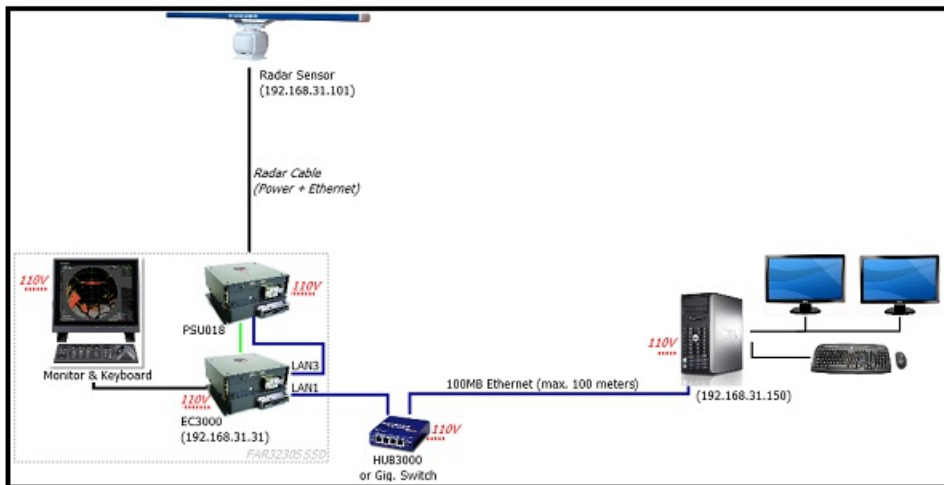 Radar Sensor
(192.168.31.101)
Radar Cable
(Power + Ethernet)
110V
110V
PSU018
LAN3
Monitor & Keyboard
LAN1
110V
EC3000
(192.168.31.31)
FAR3230SSSD
100MB Ethernet (max. 100 meters)
110V
HUB3000
or Gig. Switch
110V
(192.168.31.150)